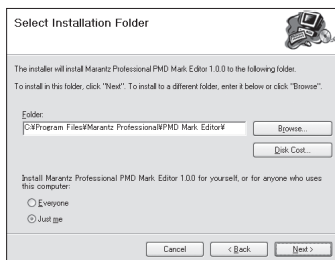 Select Installation Folder
The installer will install Marantz Professional PMD Mark Editor 1.0.0 to the following folder.
To install in this folder, click "Next". To install to a different folder, enter it below or click "Browse".
Folder:
C:¥Program Files¥Marantz Professional¥PMD Mark Editor¥
Browse...
Disk Cost...
Install Marantz Professional PMD Mark Editor 1.0.0 for yourself, or for anyone who uses
this computer:
Everyone
Just me
Cancel
< Back
Next >